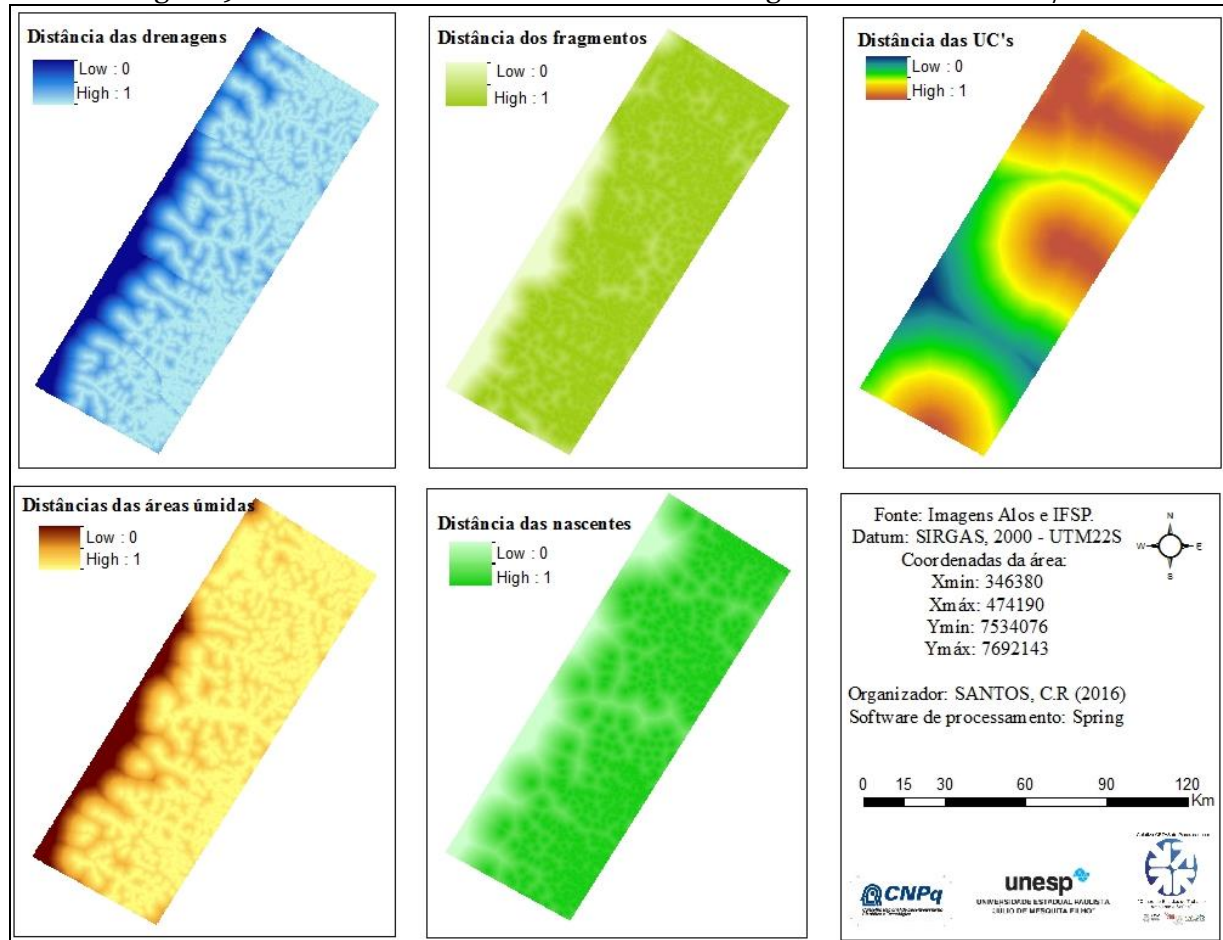 Distância das drenagens
Low : 0
High : 1
Distância dos fragmentos
Low : 0
High : 1
Distância das UC's
Low : 0
High : 1
Distâncias das áreas úmidas
Low : 0
High : 1
Distância das nascentes
Low : 0
High : 1
Fonte: Imagens Alos e IFSP.
Datum: SIRGAS, 2000 - UTM22S
Coordenadas da área:
Xmin: 346380
Xmáx: 474190
Ymin: 7534076
Ymáx: 7692143
N
W E
S
Organizador: SANTOS, C.R (2016)
Software de processamento: Spring
0 15 30 60 90 120
Km
CNPq
unesp
UNIVERSIDADE ESTADUAL PAULISTA
"JÚLIO DE MESQUITA FILHO"